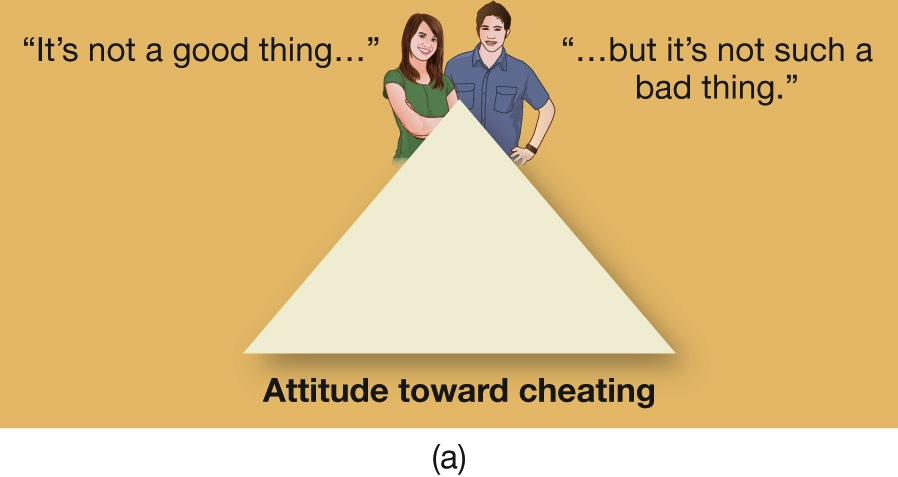 “It’s not a good thing…”
“…but it’s not such a
bad thing.”
Attitude toward cheating
(a)